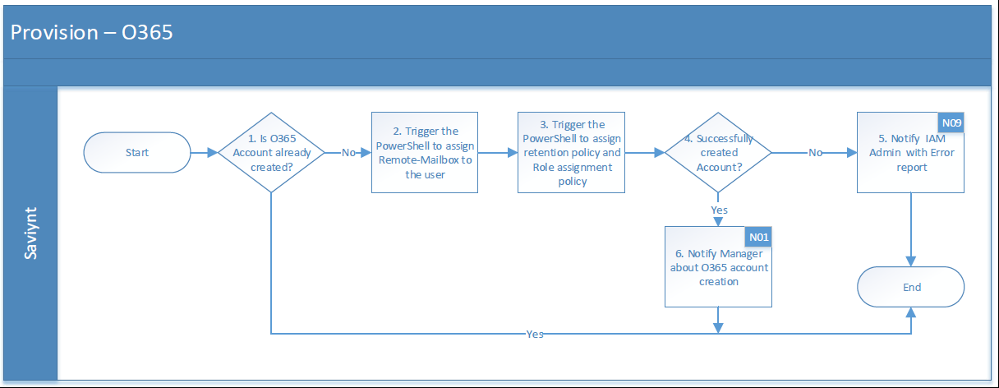 Provision – O365
Saviynt
Start
1. Is O365
Account already
created?
No
2. Trigger the
PowerShell to assign
Remote-Mailbox to
the user
3. Trigger the
PowerShell to assign
retention policy and
Role assignment
policy
4. Successfully
created
Account?
No
N09
5. Notify IAM
Admin with Error
report
Yes
N01
6. Notify Manager
about O365 account
creation
End
Yes